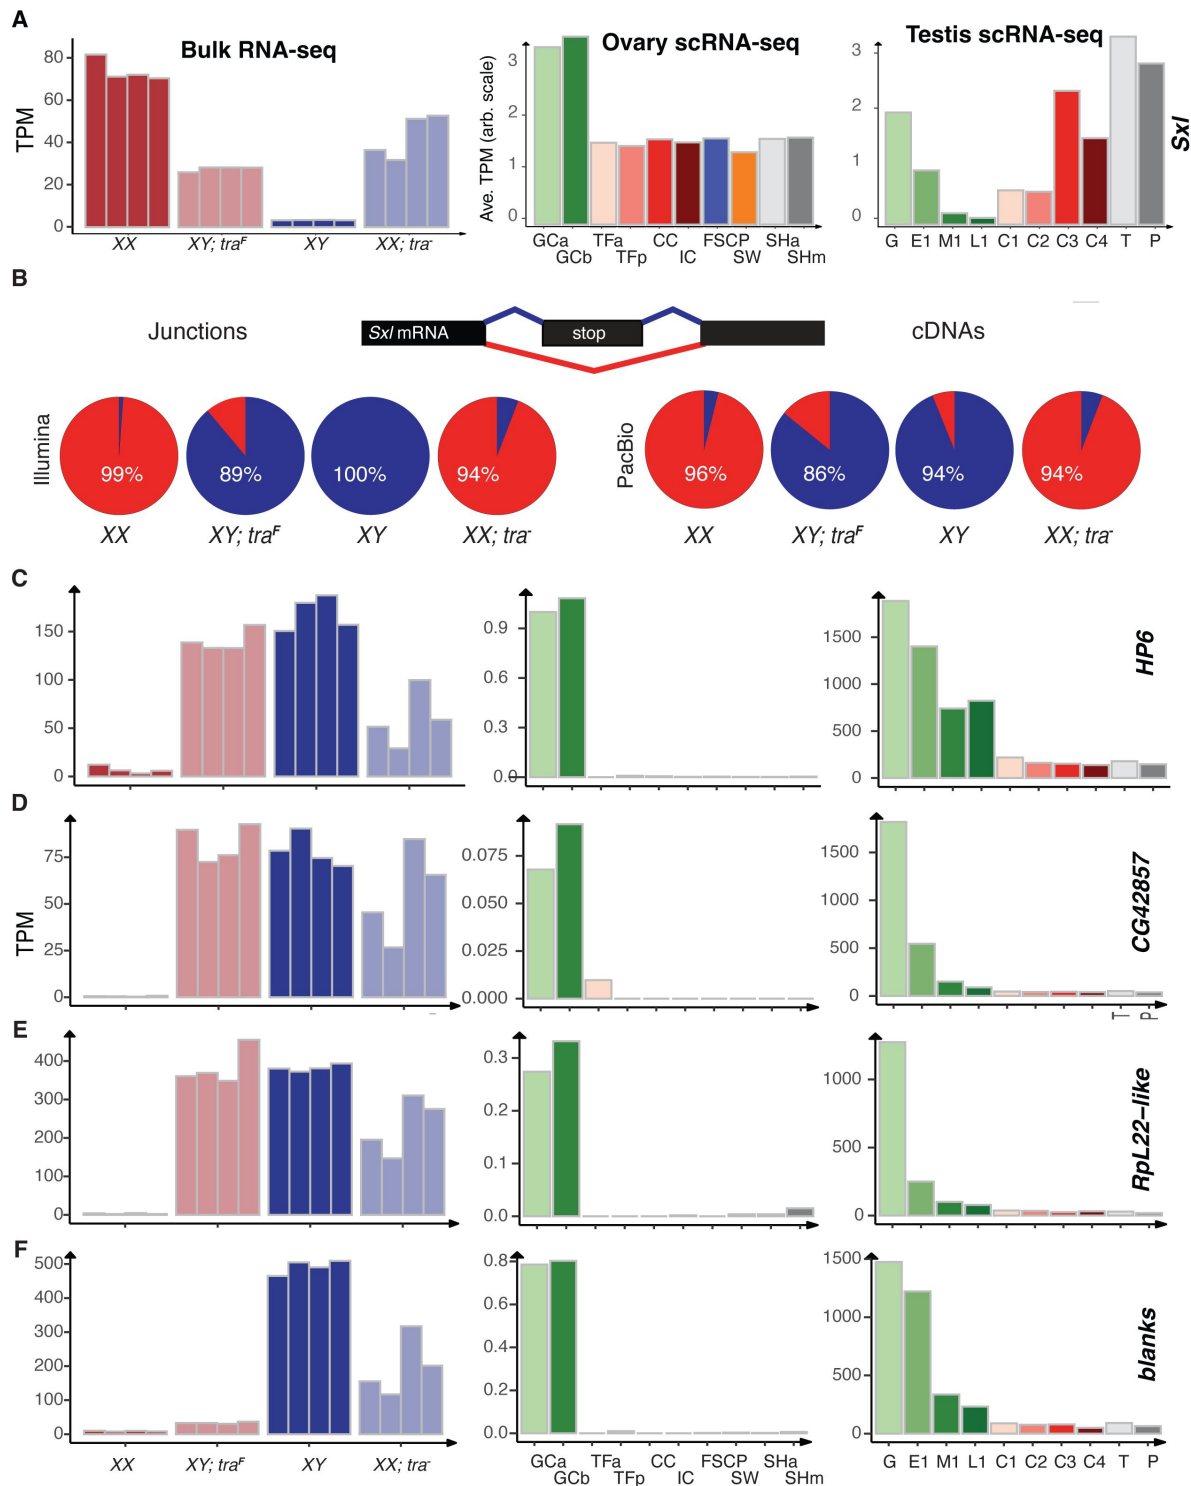 A
Bulk RNA-seq
Ovary scRNA-seq
Testis scRNA-seq
TPM
80
60
40
20
0
XX
XY; traF
XY
XX; tra-
Ave. TPM (arb. scale)
3
2
1
0
GCa
GCb
TFa
TFp
CC
IC
FSCP
SW
SHa
SHm
3
2
1
0
G E1 M1 L1 C1 C2 C3 C4 T P
Sxl
B
Junctions
Sxl mRNA
stop
cDNAs
Illumina
99%
89%
100%
94%
XX
XY; traF
XY
XX; tra-
PacBio
96%
86%
94%
94%
XX
XY; traF
XY
XX; tra-
C
150
100
50
0
0.9
0.6
0.3
0.0
1500
1000
500
0
HP6
D
TPM
75
50
25
0
0.075
0.050
0.025
0.000
1500
1000
500
0
T
P
CG42857
E
400
300
200
100
0
0.3
0.2
0.1
0.0
1000
500
0
RpL22–like
F
500
400
300
200
100
0
XX
XY; traF
XY
XX; tra-
0.8
0.6
0.4
0.2
0.0
GCa
GCb
TFa
TFp
CC
IC
FSCP
SW
SHa
SHm
1500
1000
500
0
G E1 M1 L1 C1 C2 C3 C4 T P
blanks